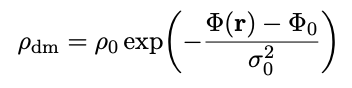 ρ_dm = ρ_0 exp(−(Φ(r) − Φ_0)/σ_0^2)